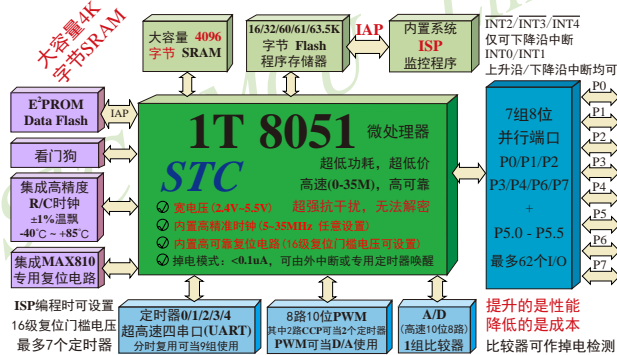 大容量4K
字节SRAM
大容量 4096
字节 SRAM
16/32/60/61/63.5K
字节 Flash
程序存储器
IAP
内置系统
ISP
监控程序
INT2/INT3/INT4
仅可下降沿中断
INT0/INT1
上升沿/下降沿中断均可
E²PROM
Data Flash
IAP
看门狗
集成高精度
R/C时钟
±1%温飘
-40℃ ~ +85℃
集成MAX810
专用复位电路
1T 8051 微处理器
STC
超低功耗，超低价
高速(0-35M)，高可靠
宽电压(2.4V~5.5V) 超强抗干扰，无法解密
内置高精准时钟(5~35MHz 任意设置)
内置高可靠复位电路(16级复位门槛电压可设置)
掉电模式：<0.1uA，可由外中断或专用定时器唤醒
7组8位
并行端口
P0/P1/P2
P3/P4/P6/P7
+
P5.0 - P5.5
最多62个I/O
P0
P1
P2
P3
P4
P5
P6
P7
ISP编程时可设置
16级复位门槛电压
最多7个定时器
定时器0/1/2/3/4
超高速四串口(UART)
分时复用可当9组使用
8路10位PWM
其中2路CCP可当2个定时器
PWM可当D/A使用
A/D
(高速10位8路)
1组比较器
提升的是性能
降低的是成本
比较器可作掉电检测